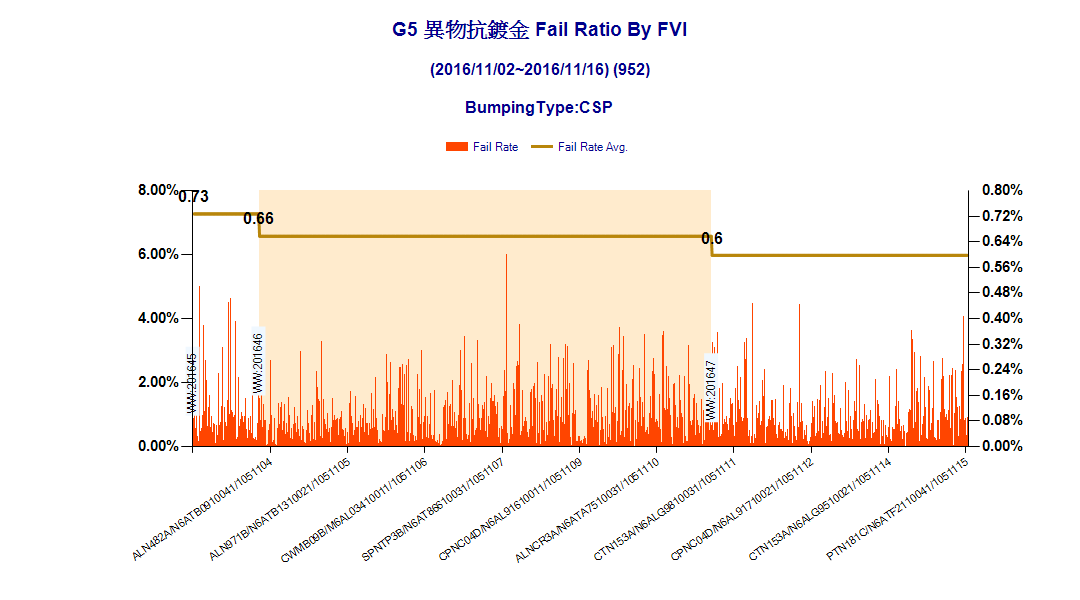 G5 異物抗鍍金 Fail Ratio By FVI
(2016/11/02~2016/11/16) (952)
BumpingType:CSP
Fail Rate
Fail Rate Avg.
8.00%
6.00%
4.00%
2.00%
0.00%
0.73
0.66
0.6
WW:201645
WW:201646
WW:201647
0.80%
0.72%
0.64%
0.56%
0.48%
0.40%
0.32%
0.24%
0.16%
0.08%
0.00%
ALN482A/N6ATB0910041/1051104
ALN971B/N6ATB1310021/1051105
CWMB09B/M6AL03410011/1051106
SPNTP3B/N6AT86610031/1051107
CPNC04D/N6AL91610011/1051109
ALNCR3A/N6ATA7510031/1051110
CTN153A/N6ALG9810031/1051111
CPNC04D/N6AL91710021/1051112
CTN153A/N6ALG9510021/1051114
PTN181C/N6ATF2110041/1051115